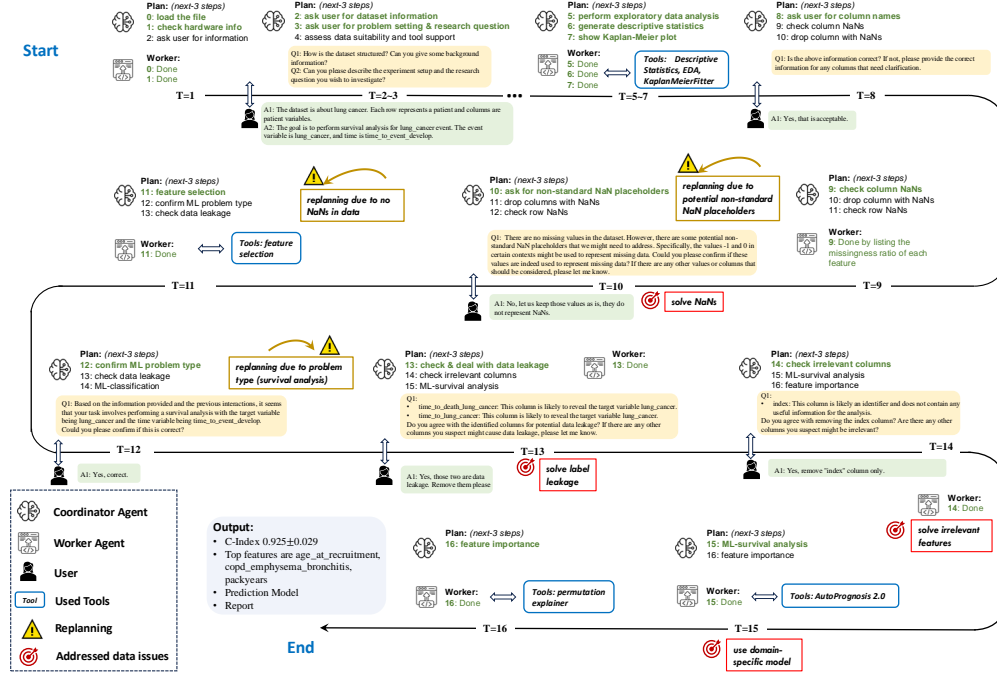 Start
Plan: (next-3 steps)
0: load the file
1: check hardware info
2: ask user for information
Worker:
0: Done
1: Done
T=1
Plan: (next-3 steps)
2: ask user for dataset information
3: ask user for problem setting & research question
4: assess data suitability and tool support
Q1: How is the dataset structured? Can you give some background
information?
Q2: Can you please describe the experiment setup and the research
question you wish to investigate?
T=2~3
A1: The dataset is about lung cancer. Each row represents a patient and columns are
patient variables.
A2: The goal is to perform survival analysis for lung_cancer event. The event
variable is lung_cancer, and time is time_to_event_develop.
•••
Plan: (next-3 steps)
5: perform exploratory data analysis
6: generate descriptive statistics
7: show Kaplan-Meier plot
Worker:
5: Done
6: Done
7: Done
Tools: Descriptive
Statistics, EDA,
KaplanMeierFitter
T=5~7
Plan: (next-3 steps)
8: ask user for column names
9: check column NaNs
10: drop column with NaNs
Q1: Is the above information correct? If not, please provide the correct
information for any columns that need clarification.
T=8
A1: Yes, that is acceptable.
Plan: (next-3 steps)
11: feature selection
12: confirm ML problem type
13: check data leakage
replanning due to no
NaNs in data
Worker:
11: Done
Tools: feature
selection
T=11
Plan: (next-3 steps)
10: ask for non-standard NaN placeholders
11: drop columns with NaNs
12: check row NaNs
replanning due to
potential non-standard
NaN placeholders
Q1: There are no missing values in the dataset. However, there are some potential non-
standard NaN placeholders that we might need to address. Specifically, the values -1 and 0 in
certain contexts might be used to represent missing data. Could you please confirm if these
values are indeed used to represent missing data? If there are any other values or columns that
should be considered, please let me know.
T=10
A1: No, let us keep those values as is, they do
not represent NaNs.
solve NaNs
Plan: (next-3 steps)
9: check column NaNs
10: drop column with NaNs
11: check row NaNs
Worker:
9: Done by listing the
missingness ratio of each
feature
T=9
Plan: (next-3 steps)
12: confirm ML problem type
13: check data leakage
14: ML-classification
replanning due to problem
type (survival analysis)
Q1: Based on the information provided and the previous interactions, it seems
that your task involves performing a survival analysis with the target variable
being lung_cancer and the time variable being time_to_event_develop.
Could you please confirm if this is correct?
T=12
A1: Yes, correct.
Plan: (next-3 steps)
13: check & deal with data leakage
14: check irrelevant columns
15: ML-survival analysis
Worker:
13: Done
Q1:
• time_to_death_lung_cancer: This column is likely to reveal the target variable lung_cancer.
• time_to_lung_cancer: This column is likely to reveal the target variable lung_cancer.
Do you agree with the identified columns for potential data leakage? If there are any other
columns you suspect might cause data leakage, please let me know.
T=13
A1: Yes, those two are data
leakage. Remove them please
solve label
leakage
Plan: (next-3 steps)
14: check irrelevant columns
15: ML-survival analysis
16: feature importance
Q1:
• index: This column is likely an identifier and does not contain any
useful information for the analysis.
Do you agree with removing the index column? Are there any other
columns you suspect might be irrelevant?
T=14
A1: Yes, remove "index" column only.
Worker:
14: Done
solve irrelevant
features
Coordinator Agent
Worker Agent
User
Tool
Used Tools
Replanning
Addressed data issues
Output:
• C-Index 0.925±0.029
• Top features are age_at_recruitment,
copd_emphysema_bronchitis,
packyears
• Prediction Model
• Report
Plan: (next-3 steps)
16: feature importance
Worker:
16: Done
Tools: permutation
explainer
T=16
Plan: (next-3 steps)
15: ML-survival analysis
16: feature importance
Worker:
15: Done
Tools: AutoPrognosis 2.0
T=15
use domain-
specific model
End